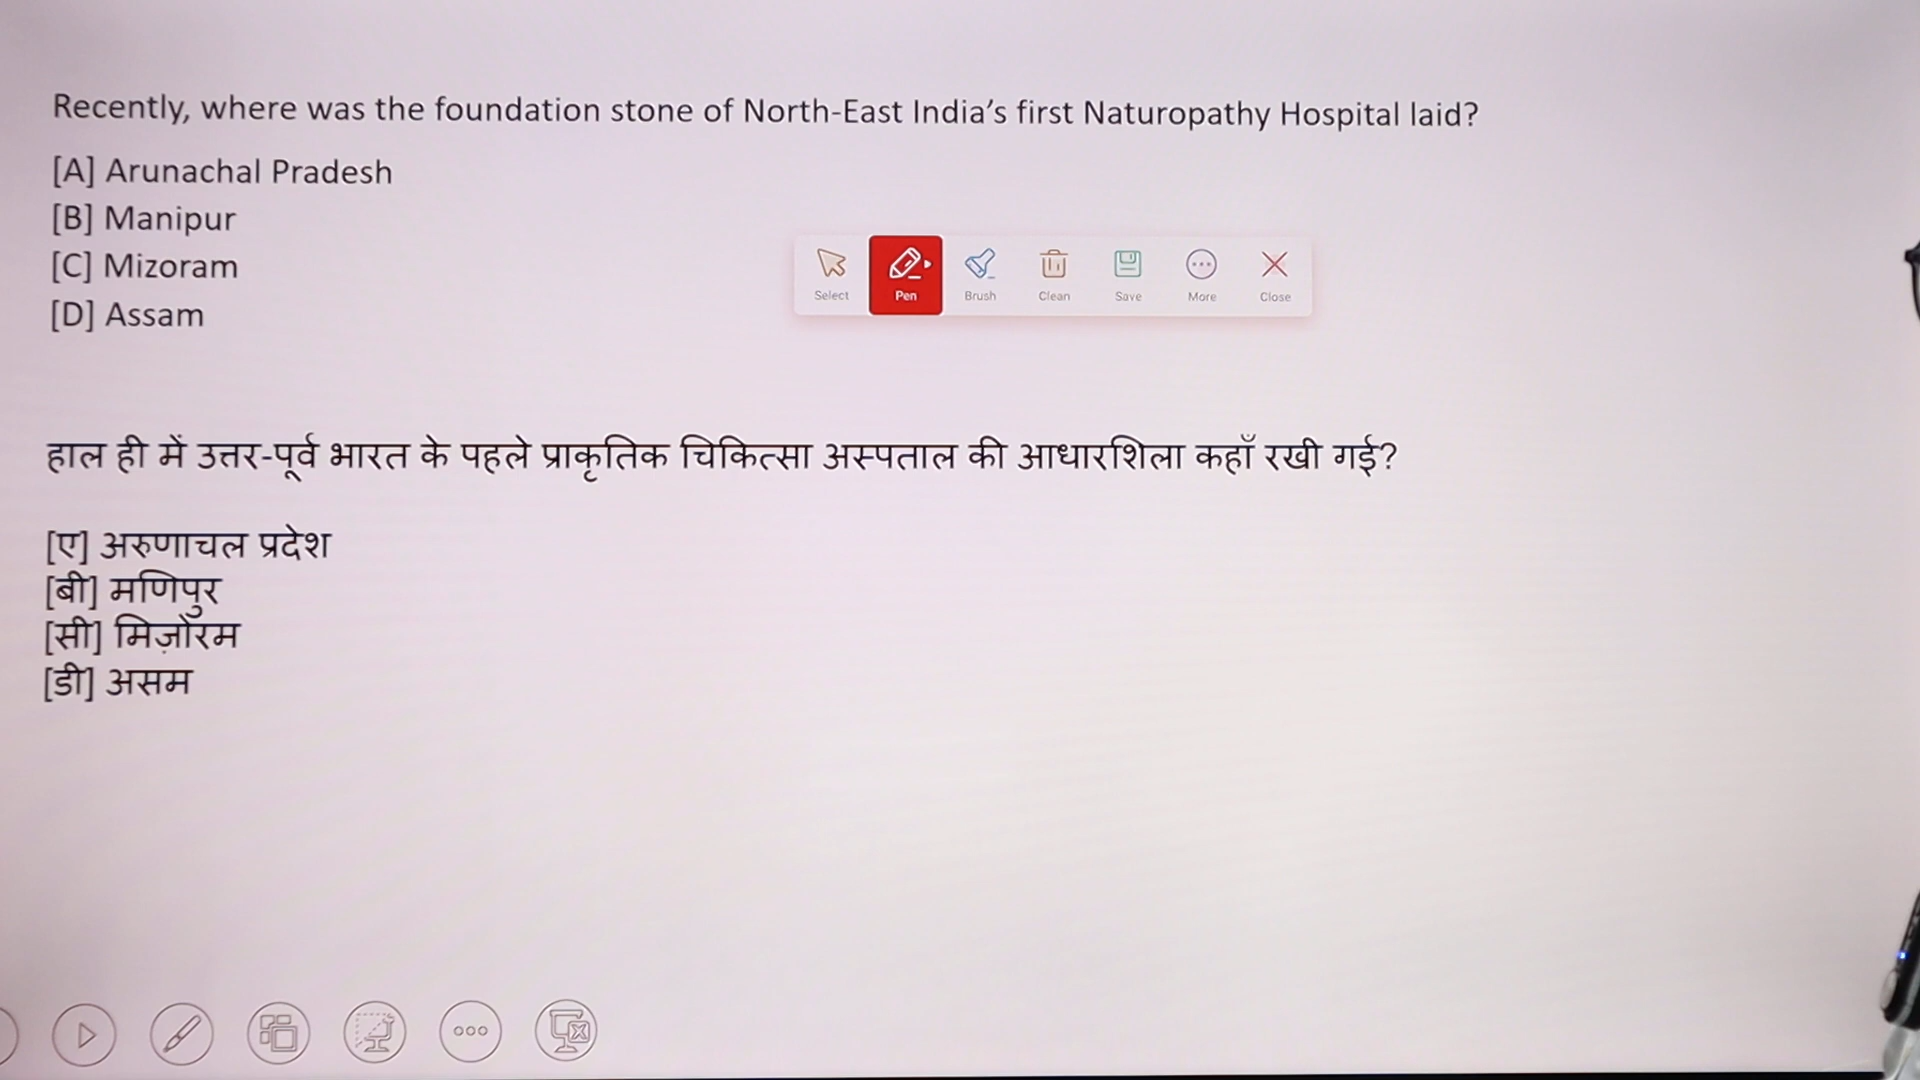 Recently, where was the foundation stone of North-East India’s first Naturopathy Hospital laid?
[A] Arunachal Pradesh
[B] Manipur
[C] Mizoram
[D] Assam
Select Pen Brush Clean Save More Close
हाल ही में उत्तर-पूर्व भारत के पहले प्राकृतिक चिकित्सा अस्पताल की आधारशिला कहाँ रखी गई?
[ए] अरुणाचल प्रदेश
[बी] मणिपुर
[सी] मिज़ोरम
[डी] असम